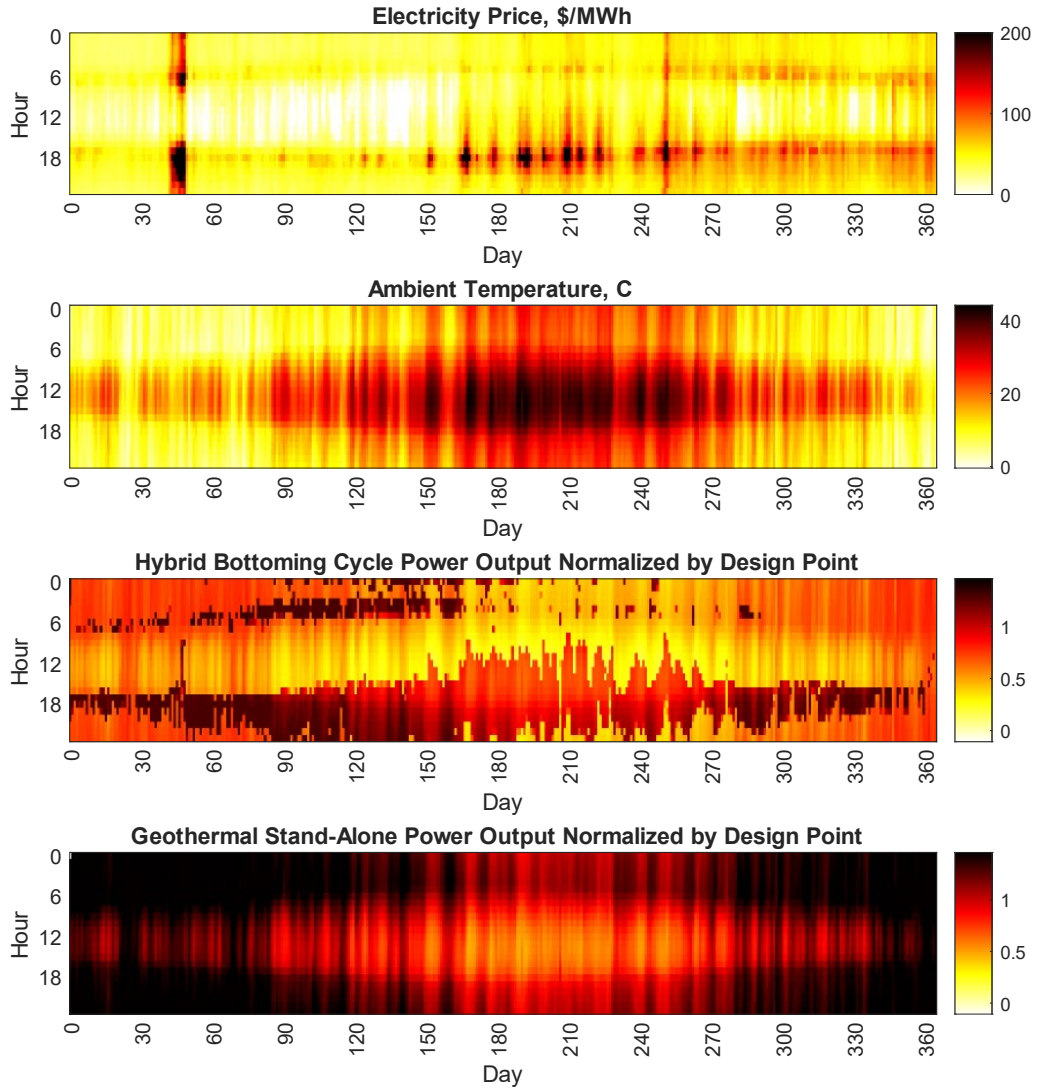 Electricity Price, $/MWh
0
6
12
18
Hour
0 30 60 90 120 150 180 210 240 270 300 330 360
Day
200
100
0
Ambient Temperature, C
0
6
12
18
Hour
0 30 60 90 120 150 180 210 240 270 300 330 360
Day
40
20
0
Hybrid Bottoming Cycle Power Output Normalized by Design Point
0
6
12
18
Hour
0 30 60 90 120 150 180 210 240 270 300 330 360
Day
1
0.5
0
Geothermal Stand-Alone Power Output Normalized by Design Point
0
6
12
18
Hour
0 30 60 90 120 150 180 210 240 270 300 330 360
Day
1
0.5
0